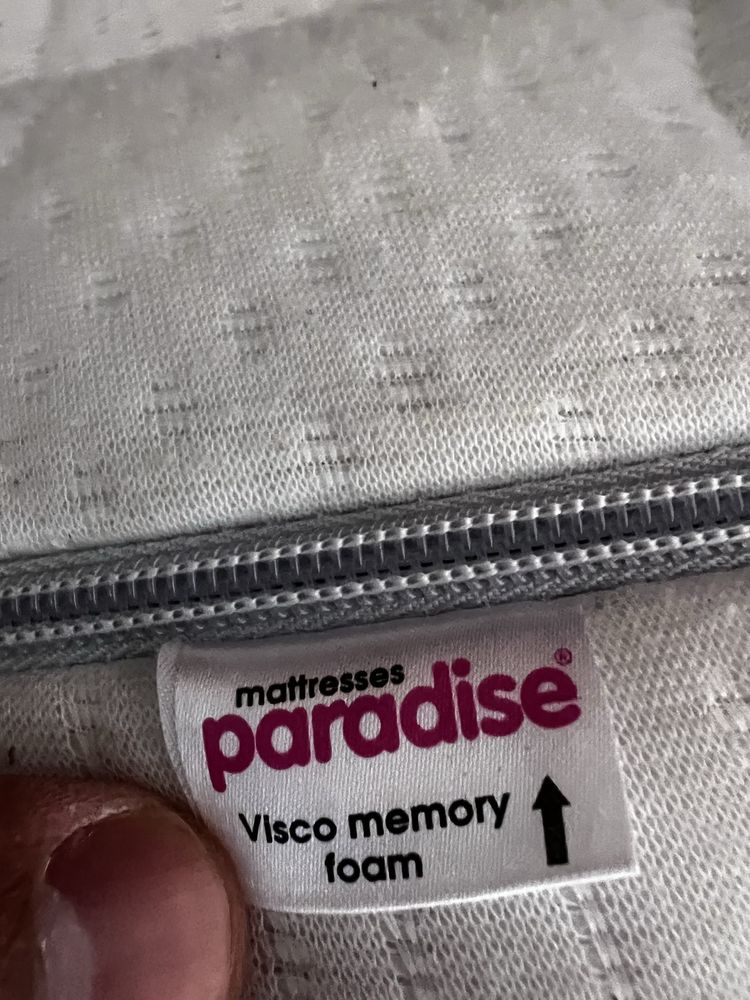 mattresses
paradise®
Visco memory
foam